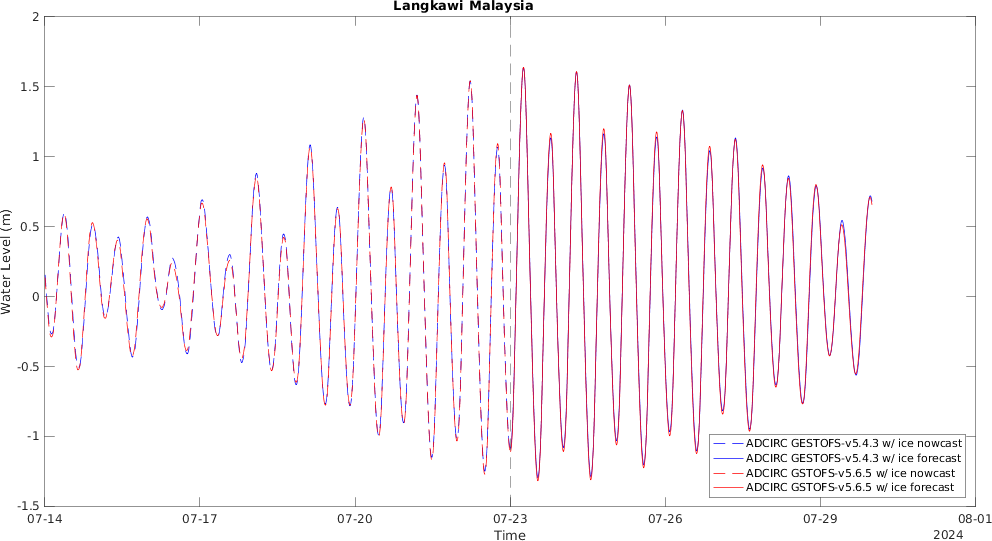 Langkawi Malaysia
2
1.5
1
0.5
0
-0.5
-1
-1.5
Water Level (m)
07-14
07-17
07-20
07-23
07-26
07-29
08-01
Time
2024
ADCIRC GESTOFS-v5.4.3 w/ ice nowcast
ADCIRC GESTOFS-v5.4.3 w/ ice forecast
ADCIRC GSTOFS-v5.6.5 w/ ice nowcast
ADCIRC GSTOFS-v5.6.5 w/ ice forecast